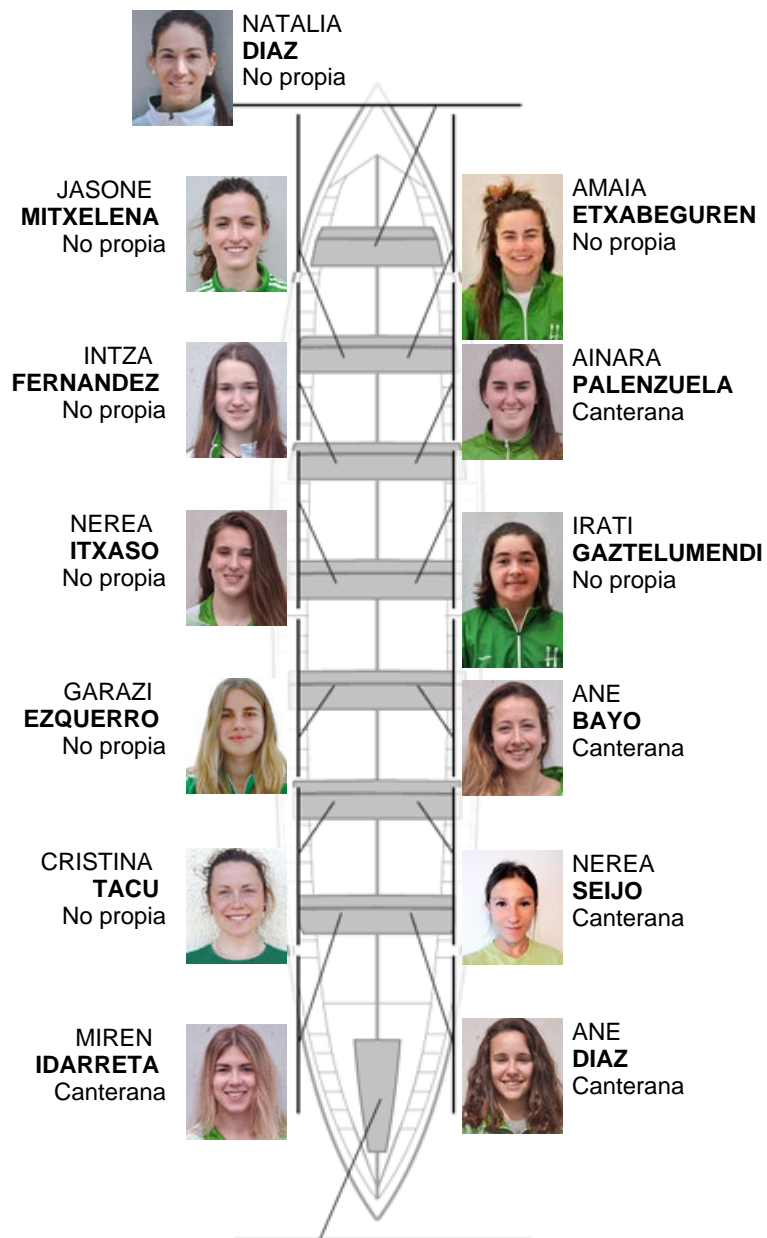 NATALIA
DIAZ
No propia
JASONE
MITXELENA
No propia
AMAIA
ETXABEGUREN
No propia
INTZA
FERNANDEZ
No propia
AINARA
PALENZUELA
Canterana
NEREA
ITXASO
No propia
IRATI
GAZTELUMENDI
No propia
GARAZI
EZQUERRO
No propia
ANE
BAYO
Canterana
CRISTINA
TACU
No propia
NEREA
SEIJO
Canterana
MIREN
IDARRETA
Canterana
ANE
DIAZ
Canterana